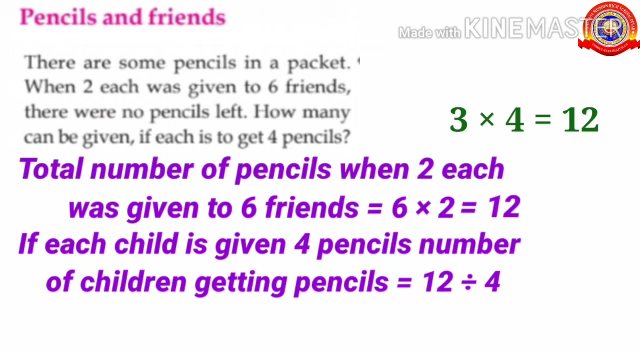 Pencils and friends
Made with KINEMASTER
There are some pencils in a packet.
When 2 each was given to 6 friends,
there were no pencils left. How many
can be given, if each is to get 4 pencils?
3 × 4 = 12
Total number of pencils when 2 each
was given to 6 friends = 6 × 2 = 12
If each child is given 4 pencils number
of children getting pencils = 12 ÷ 4